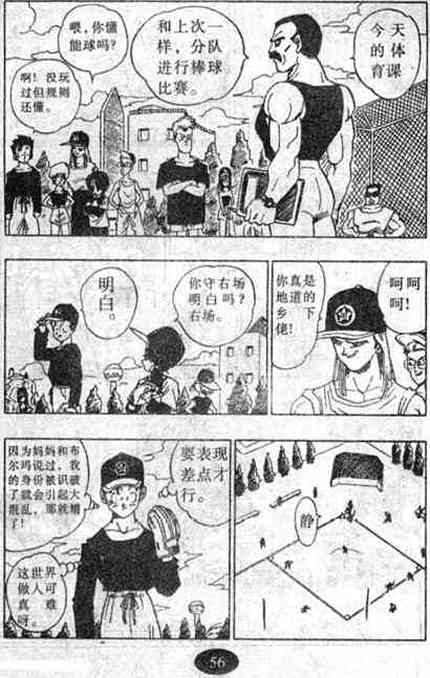 今天
的体
育课
和上次一
样，分队
进行棒球
比赛。
喂，你懂
能球吗？
啊！没玩
过但规则
还懂。
呵呵
呵！
你是
真的
道下
地乡
佬！
你守右场
明白吗？
右场。
明
白。
静
要表现
差点才
行。
因为妈妈和布
尔吗说过，我
的身份被识破
了会引起大
混乱，那就糟
了！
这世界
做人可
真难
呀。
56